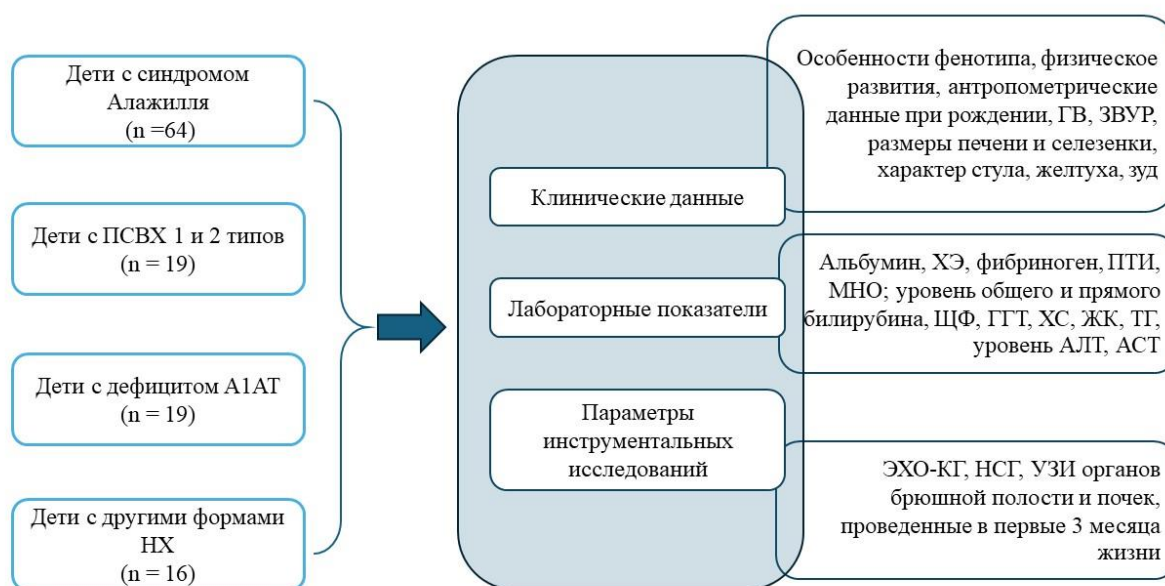 Дети с синдромом
Алажилля
(n =64)
Дети с ПСВХ 1 и 2 типов
(n = 19)
Дети с дефицитом А1АТ
(n = 19)
Дети с другими формами
НХ
(n = 16)
Клинические данные
Лабораторные показатели
Параметры
инструментальных
исследований
Особенности фенотипа, физическое
развития, антропометрические
данные при рождении, ГВ, ЗВУР,
размеры печени и селезенки,
характер стула, желтуха, зуд
Альбумин, ХЭ, фибриноген, ПТИ,
МНО; уровень общего и прямого
билирубина, ЩФ, ГГТ, ХС, ЖК, ТГ,
уровень АЛТ, АСТ
ЭХО-КГ, НСГ, УЗИ органов
брюшной полости и почек,
проведенные в первые 3 месяца
жизни